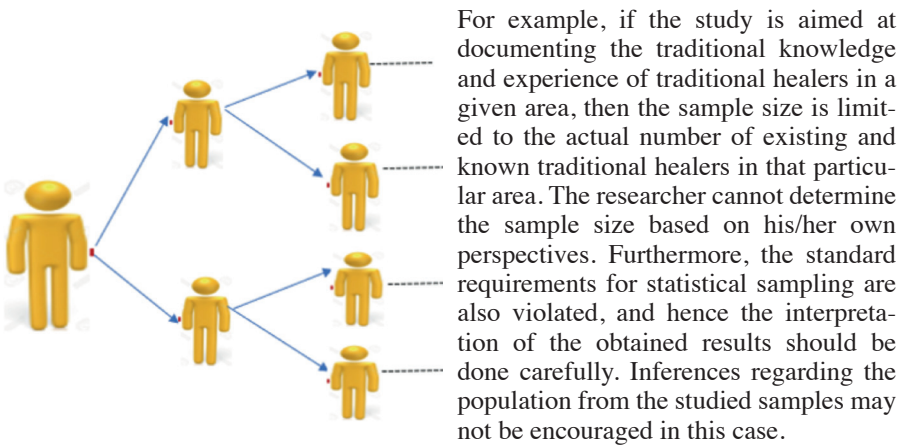 For example, if the study is aimed at
documenting the traditional knowledge
and experience of traditional healers in a
given area, then the sample size is limit-
ed to the actual number of existing and
known traditional healers in that particu-
lar area. The researcher cannot determine
the sample size based on his/her own
perspectives. Furthermore, the standard
requirements for statistical sampling are
also violated, and hence the interpreta-
tion of the obtained results should be
done carefully. Inferences regarding the
population from the studied samples may
not be encouraged in this case.